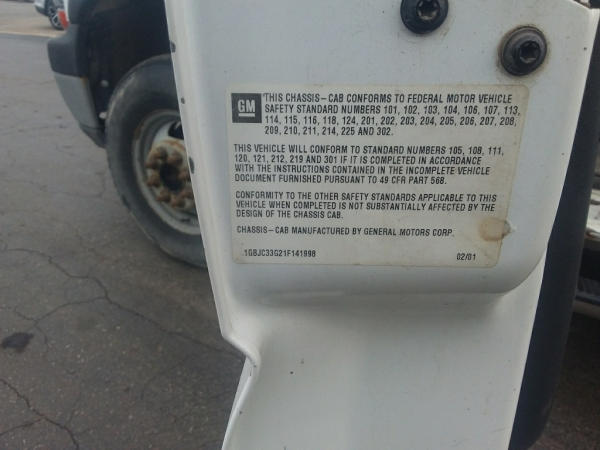 GM
THIS CHASSIS-CAB CONFORMS TO FEDERAL MOTOR VEHICLE
SAFETY STANDARD NUMBERS 101, 102, 103, 104, 106, 107, 113,
114, 115, 116, 118, 124, 201, 202, 203, 204, 205, 206, 207, 208,
209, 210, 211, 214, 225 AND 302.
THIS VEHICLE WILL CONFORM TO STANDARD NUMBERS 105, 108, 111,
120, 121, 212, 219 AND 301 IF IT IS COMPLETED IN ACCORDANCE
WITH THE INSTRUCTIONS CONTAINED IN THE INCOMPLETE VEHICLE
DOCUMENT FURNISHED PURSUANT TO 49 CFR PART 568.
CONFORMITY TO THE OTHER SAFETY STANDARDS APPLICABLE TO THIS
VEHICLE WHEN COMPLETED IS NOT SUBSTANTIALLY AFFECTED BY THE
DESIGN OF THE CHASSIS CAB.
CHASSIS-CAB MANUFACTURED BY GENERAL MOTORS CORP.
1GBJC33G21F141998 02/01